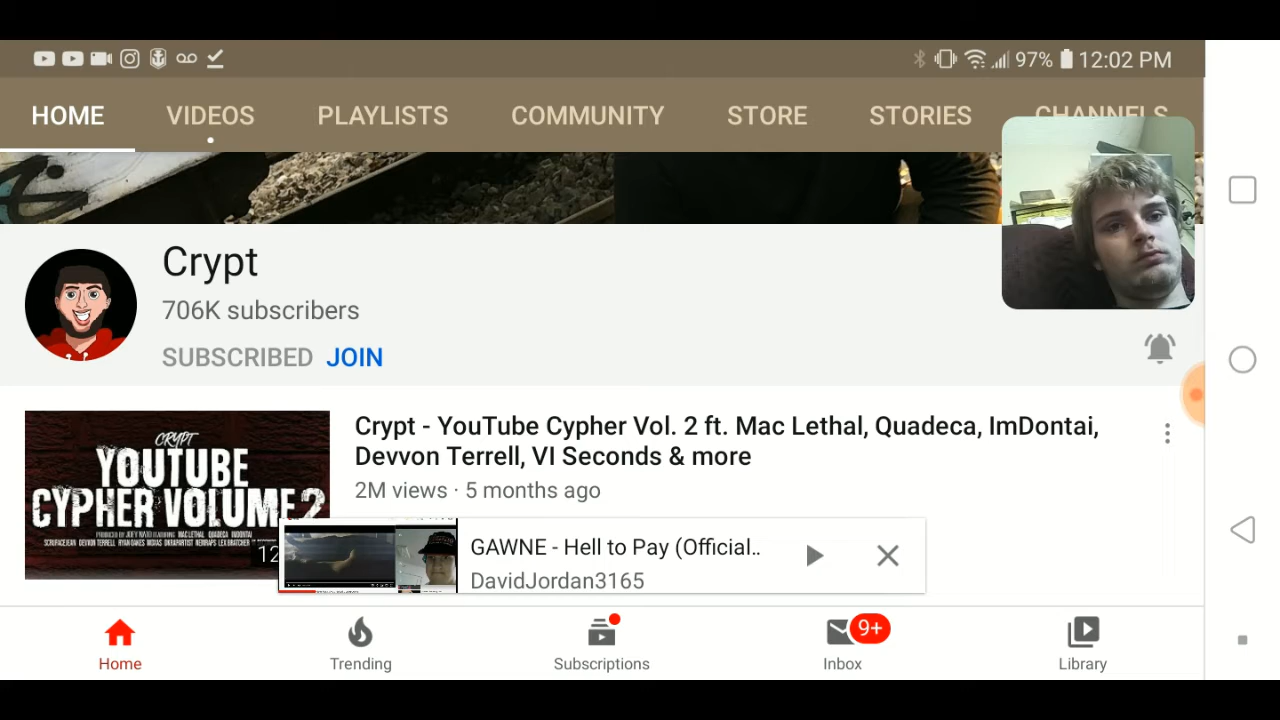 97% 12:02 PM
HOME VIDEOS PLAYLISTS COMMUNITY STORE STORIES CHANNELS
Crypt
706K subscribers
SUBSCRIBED JOIN
CRYPT
YOUTUBE
CYPHER VOLUME 2
12
Crypt - YouTube Cypher Vol. 2 ft. Mac Lethal, Quadeca, ImDontai,
Devvon Terrell, VI Seconds & more
2M views · 5 months ago
GAWNE - Hell to Pay (Official..
DavidJordan3165
Home Trending Subscriptions Inbox 9+ Library